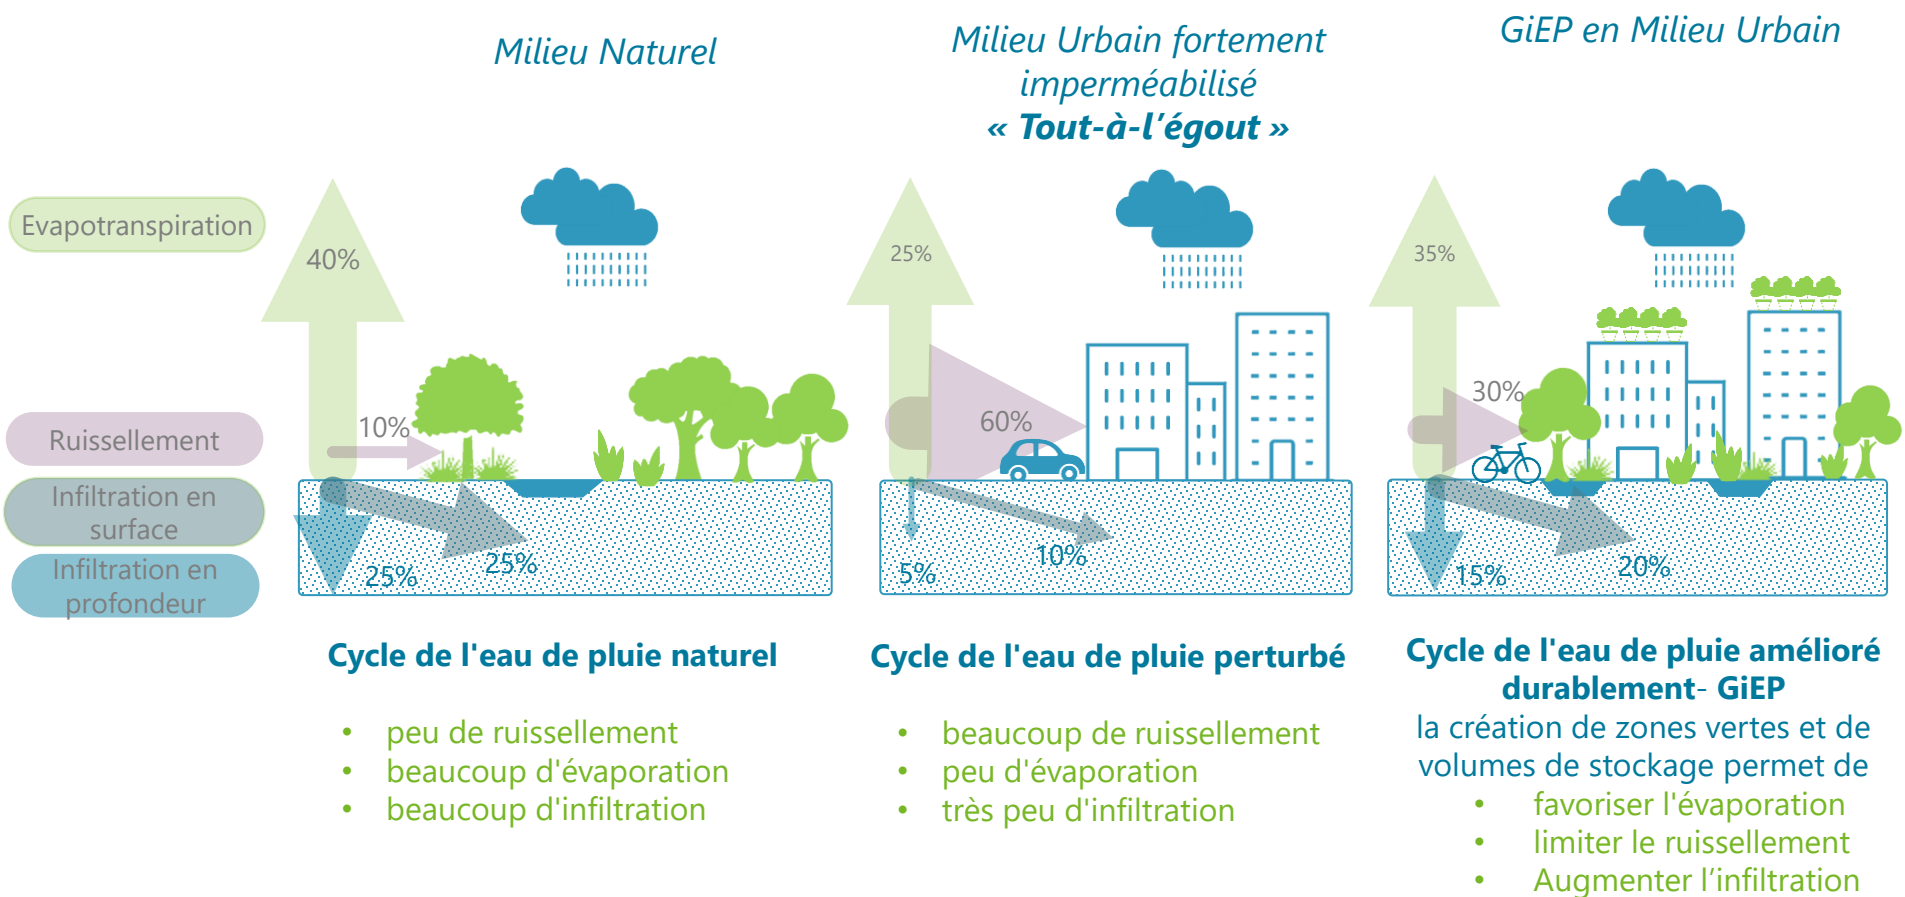 Milieu Naturel
Milieu Urbain fortement
imperméabilisé
« Tout-à-l’égout »
GiEP en Milieu Urbain
Evapotranspiration
Ruissellement
Infiltration en
surface
Infiltration en
profondeur
40%
10%
25%
25%
25%
60%
10%
5%
35%
30%
20%
15%
Cycle de l'eau de pluie naturel
• peu de ruissellement
• beaucoup d'évaporation
• beaucoup d'infiltration
Cycle de l'eau de pluie perturbé
• beaucoup de ruissellement
• peu d'évaporation
• très peu d'infiltration
Cycle de l'eau de pluie amélioré
durablement- GiEP
la création de zones vertes et de
volumes de stockage permet de
• favoriser l'évaporation
• limiter le ruissellement
• Augmenter l’infiltration